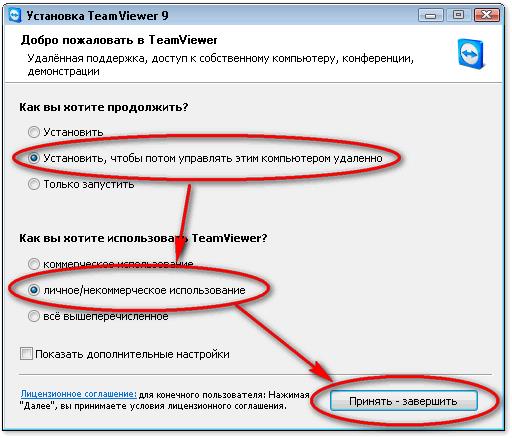 Установка TeamViewer 9
Добро пожаловать в TeamViewer
Удалённая поддержка, доступ к собственному компьютеру, конференции,
демонстрации
Как вы хотите продолжить?
Установить
Установить, чтобы потом управлять этим компьютером удаленно
Только запустить
Как вы хотите использовать TeamViewer?
коммерческое использование
личное/некоммерческое использование
всё вышеперечисленное
Показать дополнительные настройки
Лицензионное соглашение: для конечного пользователя: Нажимая
"Далее", вы принимаете условия лицензионного соглашения.
Принять - завершить